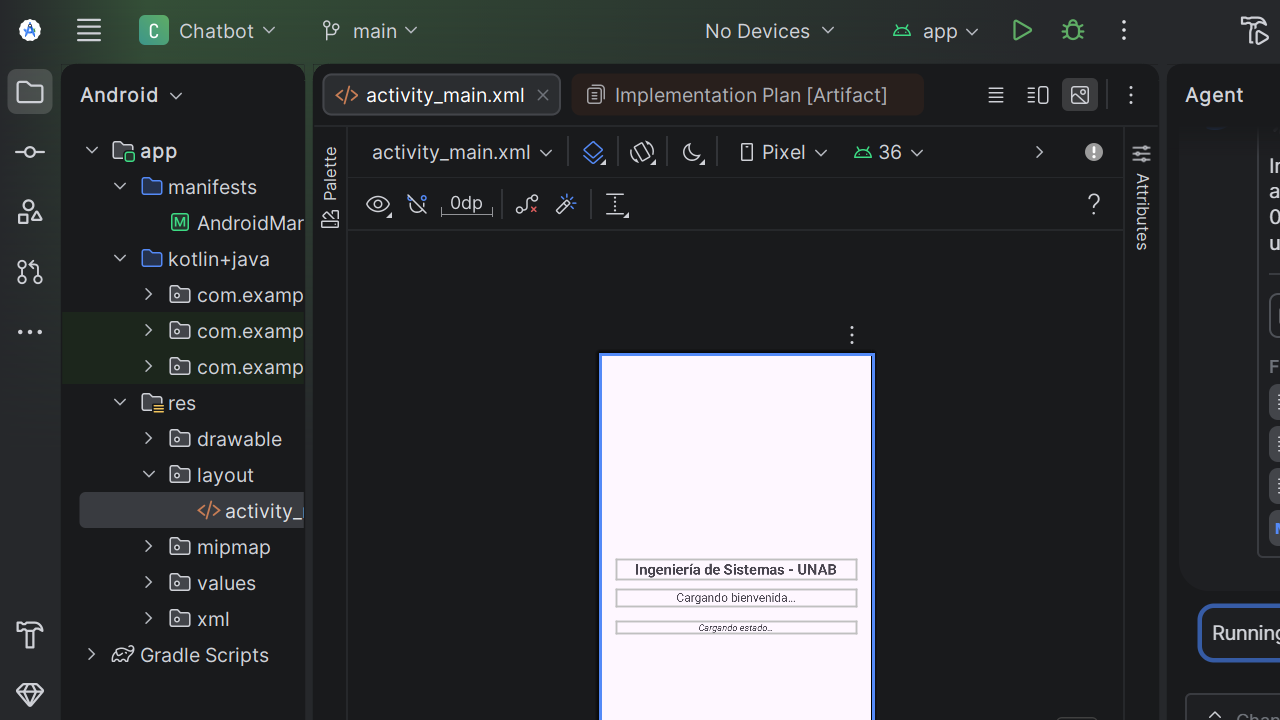 C Chatbot
main
No Devices
app
Android
activity_main.xml
Implementation Plan [Artifact]
Agent
app
manifests
M AndroidMar
kotlin+java
com.examp
com.examp
com.examp
res
drawable
layout
activity_
mipmap
values
xml
Gradle Scripts
Palette
activity_main.xml
Pixel
36
0dp
?
Attributes
Ingeniería de Sistemas - UNAB
Cargando bienvenida...
Cargando estado...
Running